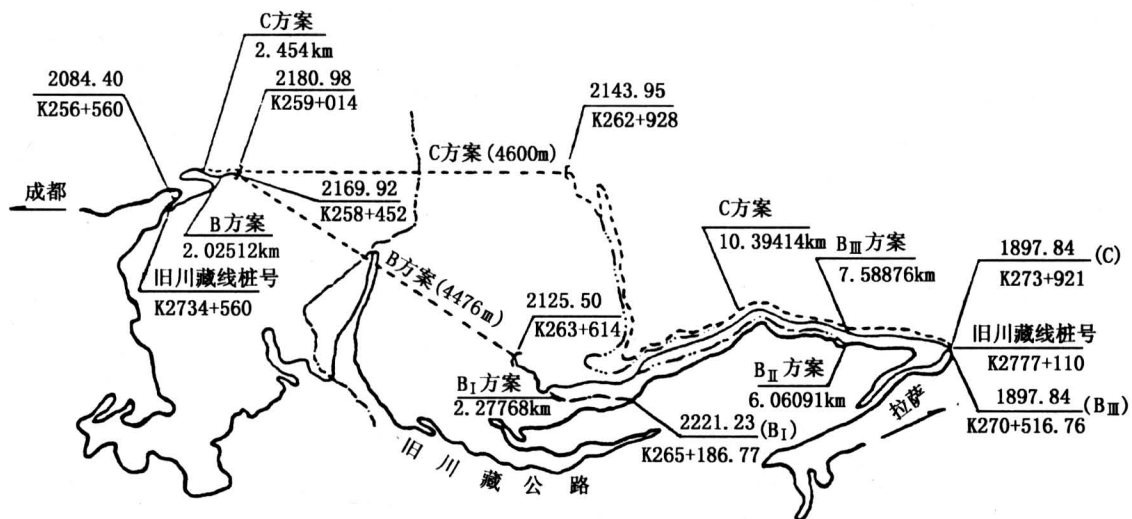 C方案
2.454km
2084.40
K256+560
2180.98
K259+014
2143.95
K262+928
C方案(4600m)
成都
2169.92
K258+452
B方案
2.02512km
旧川藏线桩号
K2734+560
B方案(4476m)
2125.50
K263+614
C方案
10.39414km
BⅢ方案
7.58876km
1897.84 (C)
K273+921
旧川藏线桩号
K2777+110
1897.84 (BⅢ)
K270+516.76
BⅠ方案
2.27768km
BⅡ方案
6.06091km
2221.23 (BⅠ)
K265+186.77
拉萨
旧川藏公路